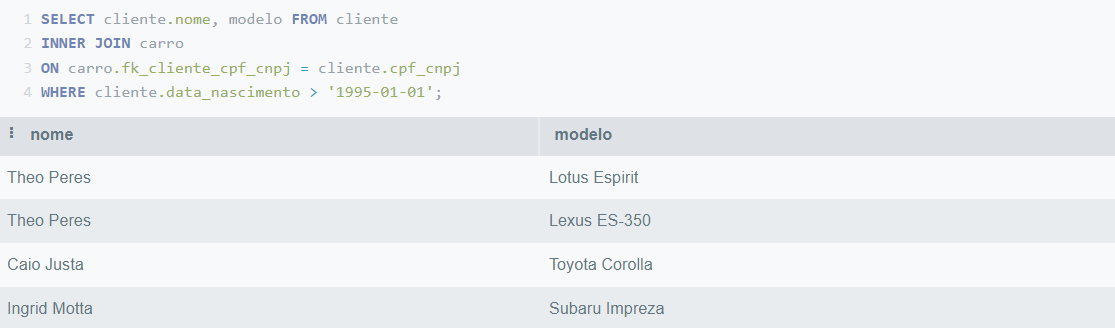 1 SELECT cliente.nome, modelo FROM cliente
2 INNER JOIN carro
3 ON carro.fk_cliente_cpf_cnpj = cliente.cpf_cnpj
4 WHERE cliente.data_nascimento > '1995-01-01';
nome modelo
Theo Peres Lotus Espirit
Theo Peres Lexus ES-350
Caio Justa Toyota Corolla
Ingrid Motta Subaru Impreza